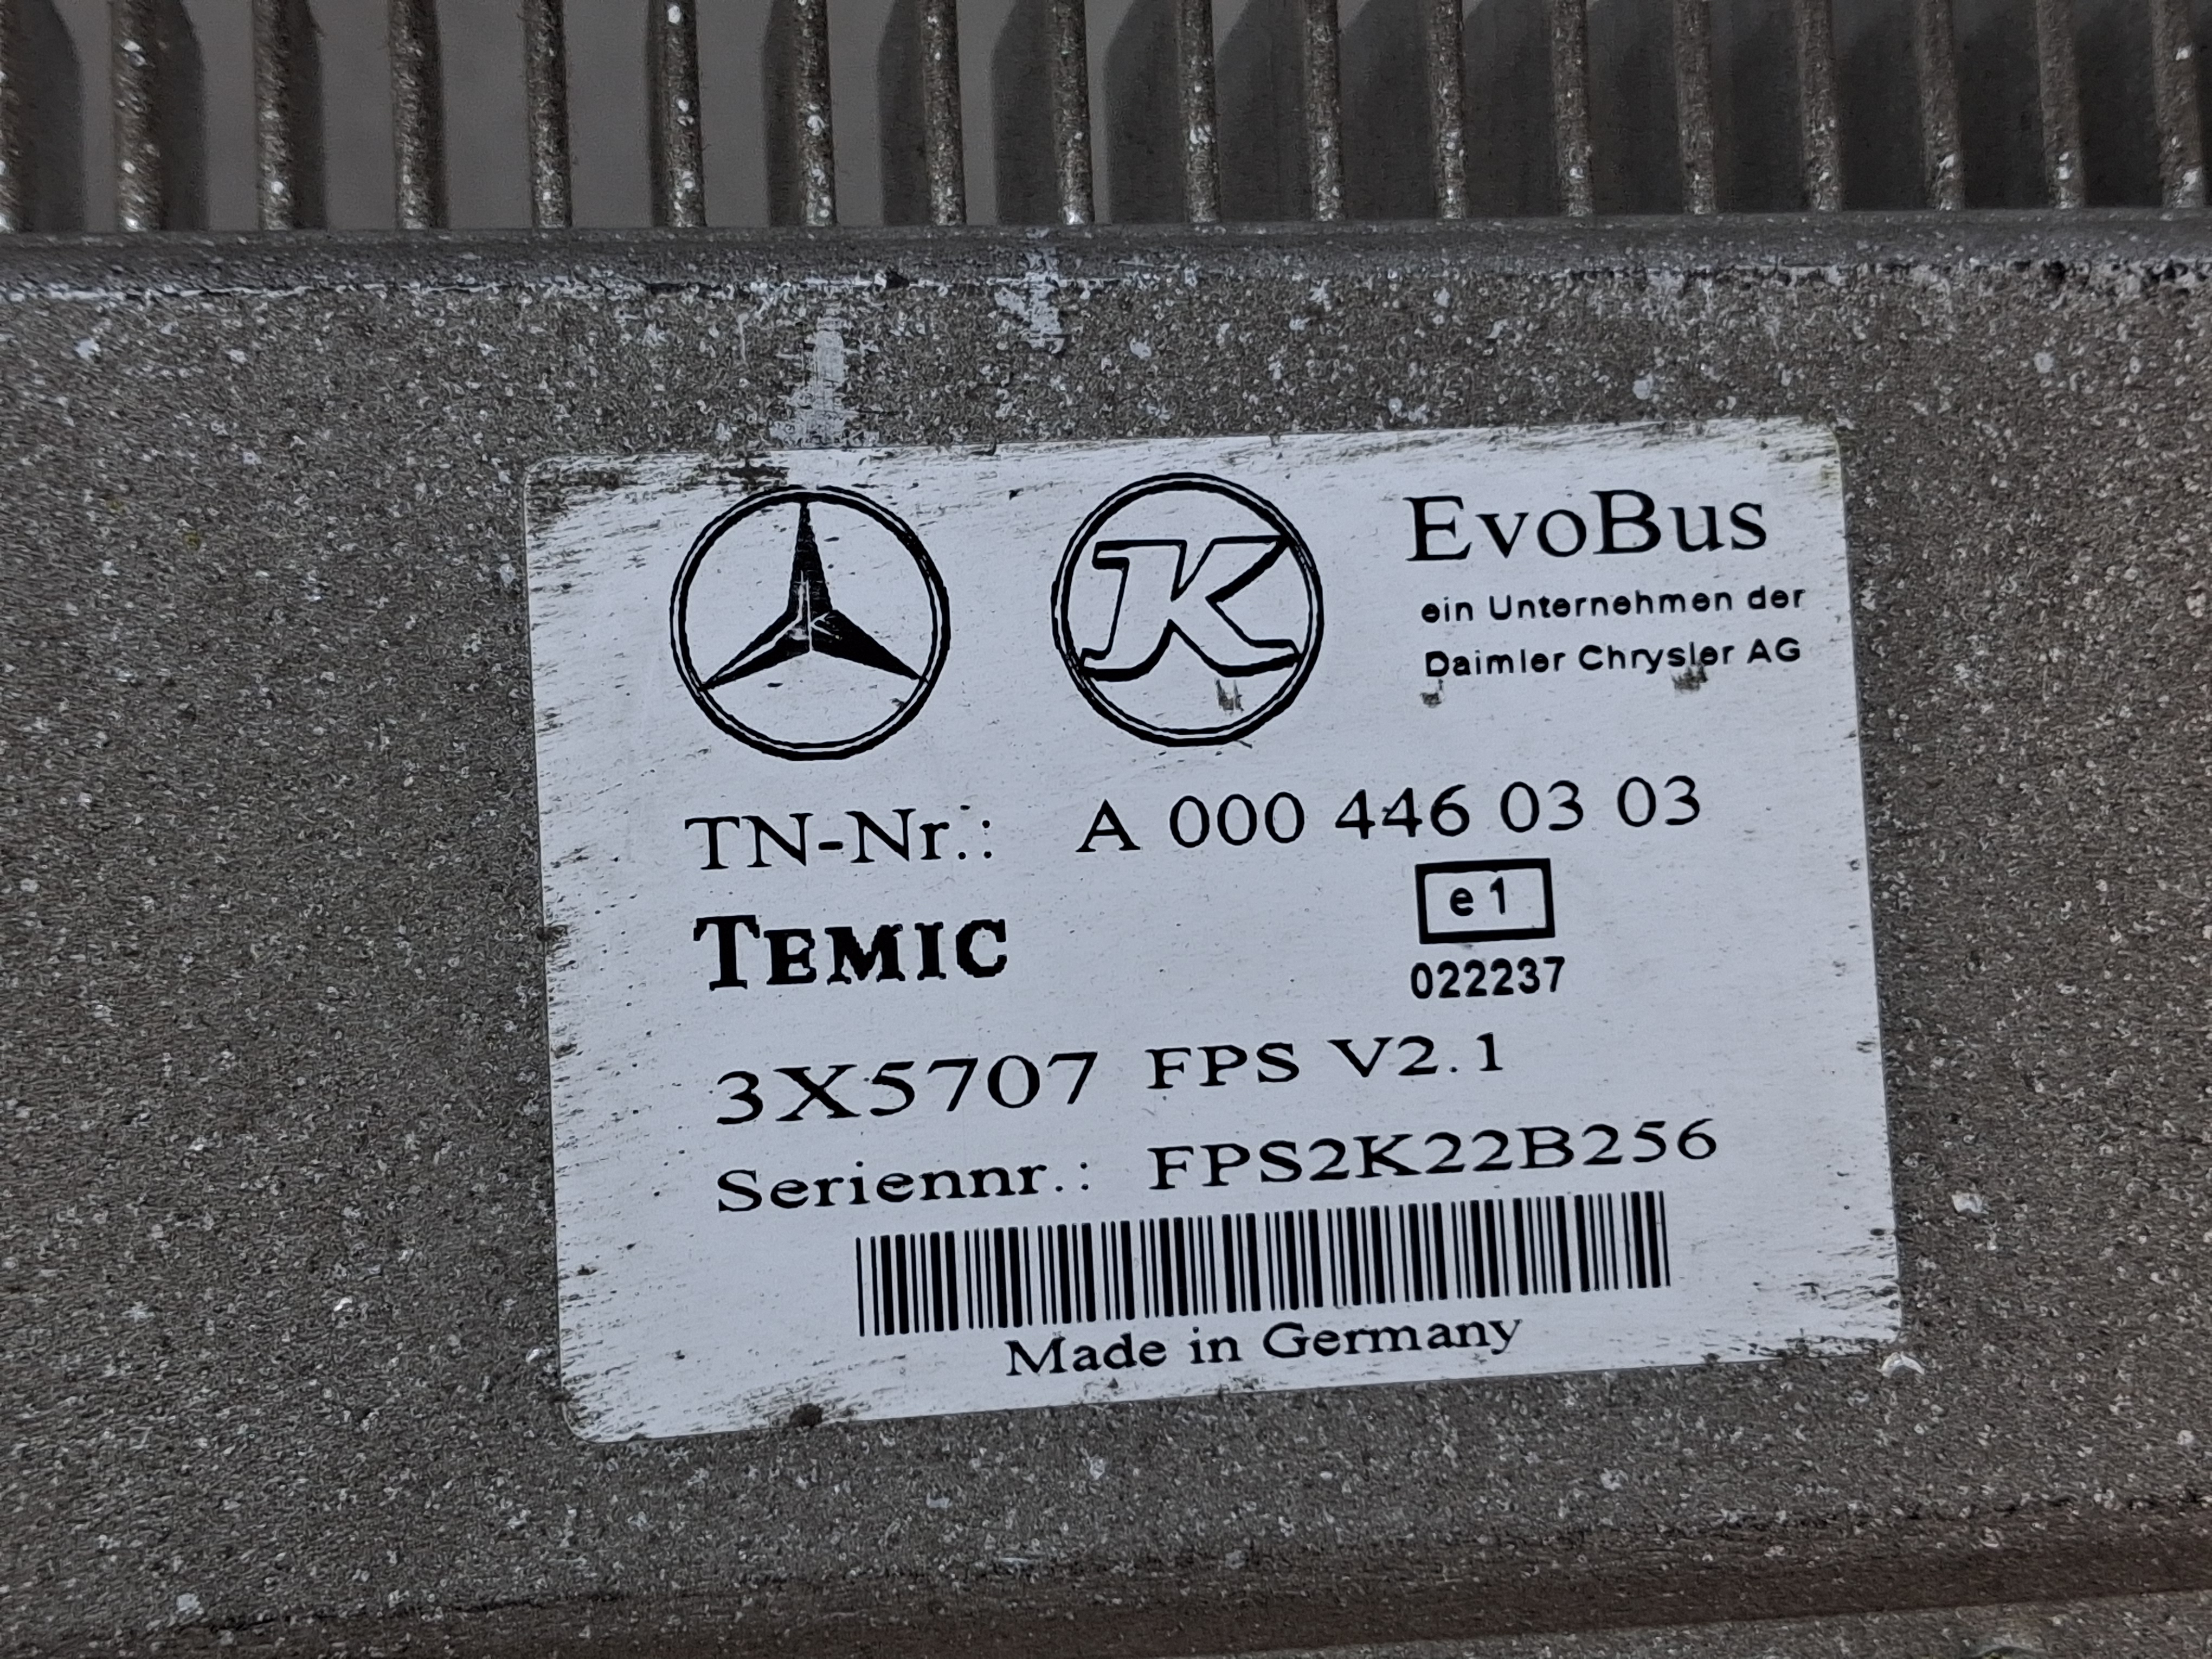 K
EvoBus
ein Unternehmen der
Daimler Chrysler AG
TN-Nr.: A 000 446 03 03
e1
TEMIC
022237
3X5707 FPS V2.1
Seriennr.: FPS2K22B256
Made in Germany